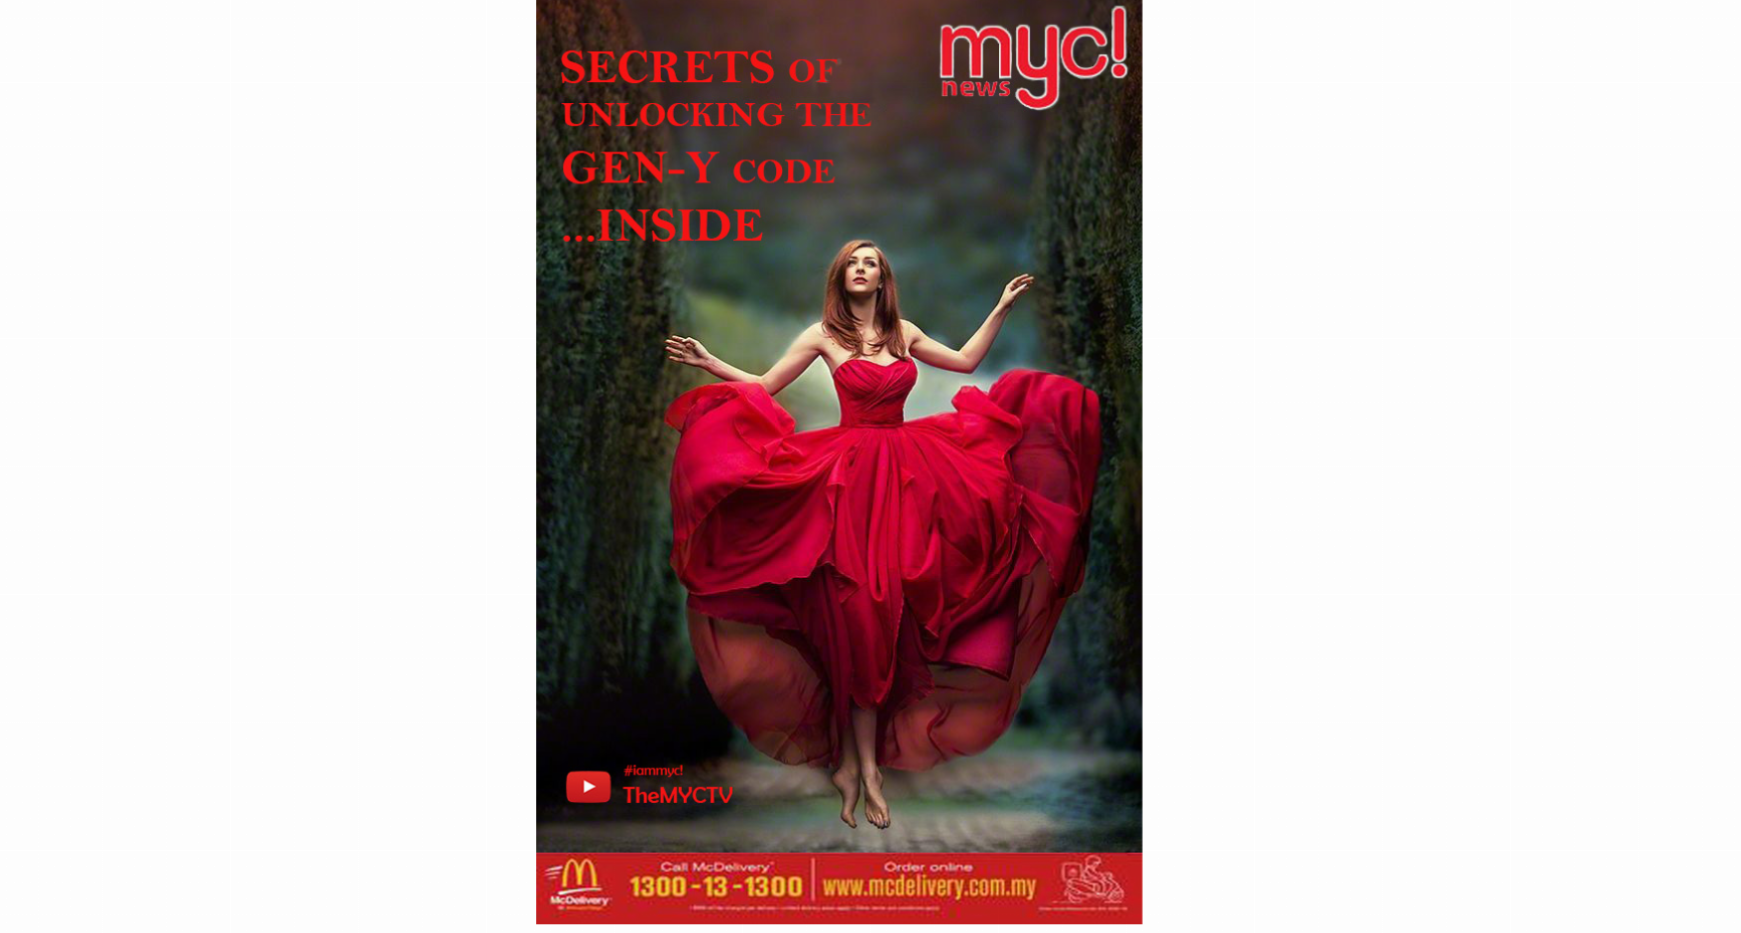 SECRETS OF
UNLOCKING THE
GEN-Y CODE
...INSIDE
myc!
news
#iammyc!
TheMYCTV
McDelivery
Call McDelivery
1300-13-1300
Order online
www.mcdelivery.com.my